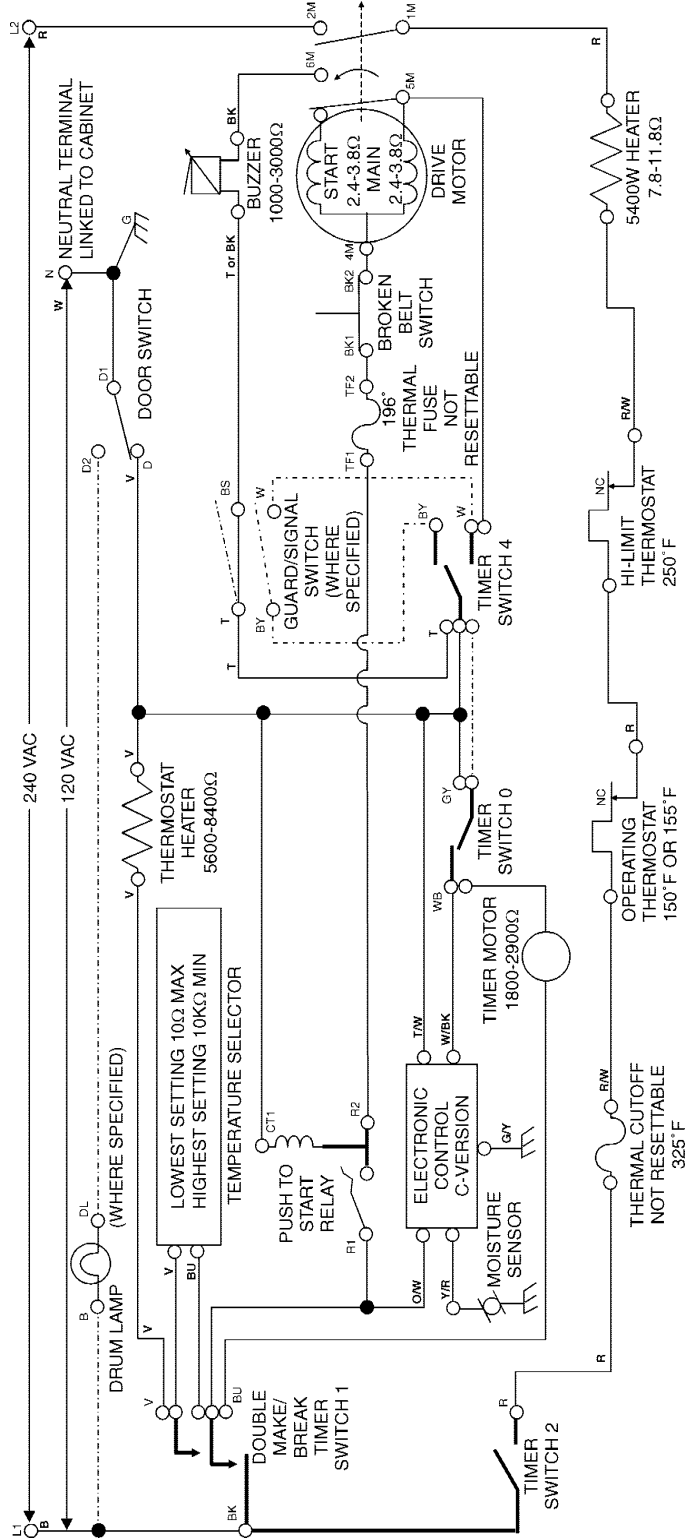 L1
B
240 VAC
L2
R
120 VAC
W
N
NEUTRAL TERMINAL
LINKED TO CABINET
G
DRUM LAMP
B
DL
(WHERE SPECIFIED)
D2
D1
D
V
DOOR SWITCH
V
V
THERMOSTAT
HEATER
5600-8400Ω
V
V
V
BU
LOWEST SETTING 10Ω MAX
HIGHEST SETTING 10KΩ MIN
TEMPERATURE SELECTOR
BU
BK
DOUBLE
MAKE/
BREAK
TIMER
SWITCH 1
CT1
PUSH TO
START
RELAY
R1
R2
T
T
BS
T or BK
BK
BUZZER
1000-3000Ω
BY
W
GUARD/SIGNAL
SWITCH
(WHERE
SPECIFIED)
TF1
TF2
196°
THERMAL
FUSE
NOT
RESETTABLE
BK1
BK2
BROKEN
BELT
SWITCH
4M
START
2.4-3.8Ω
MAIN
2.4-3.8Ω
DRIVE
MOTOR
5M
6M
2M
1M
O/W
Y/R
ELECTRONIC
CONTROL
C-VERSION
T/W
W/BK
G/Y
MOISTURE
SENSOR
WB
GY
TIMER
SWITCH 0
TIMER MOTOR
1800-2900Ω
T
BY
W
TIMER
SWITCH 4
R
TIMER
SWITCH 2
R
R/W
THERMAL CUTOFF
NOT RESETTABLE
325°F
NC
R
OPERATING
THERMOSTAT
150°F OR 155°F
NC
R/W
HI-LIMIT
THERMOSTAT
250°F
5400W HEATER
7.8-11.8Ω
R